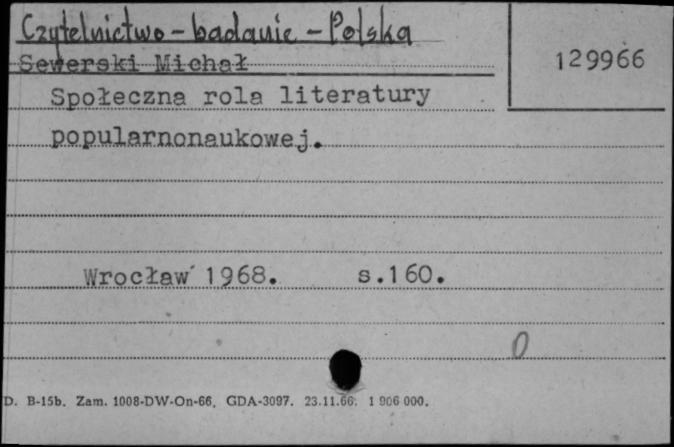 Czytelnictwo - badanie - Polska
129966
Sewerski Michał
Społeczna rola literatury
popularnonaukowej.
Wrocław 1968. s.160.
0
D. B-15b. Zam. 1008-DW-On-66. GDA-3097. 23.11.66. 1 906 000.